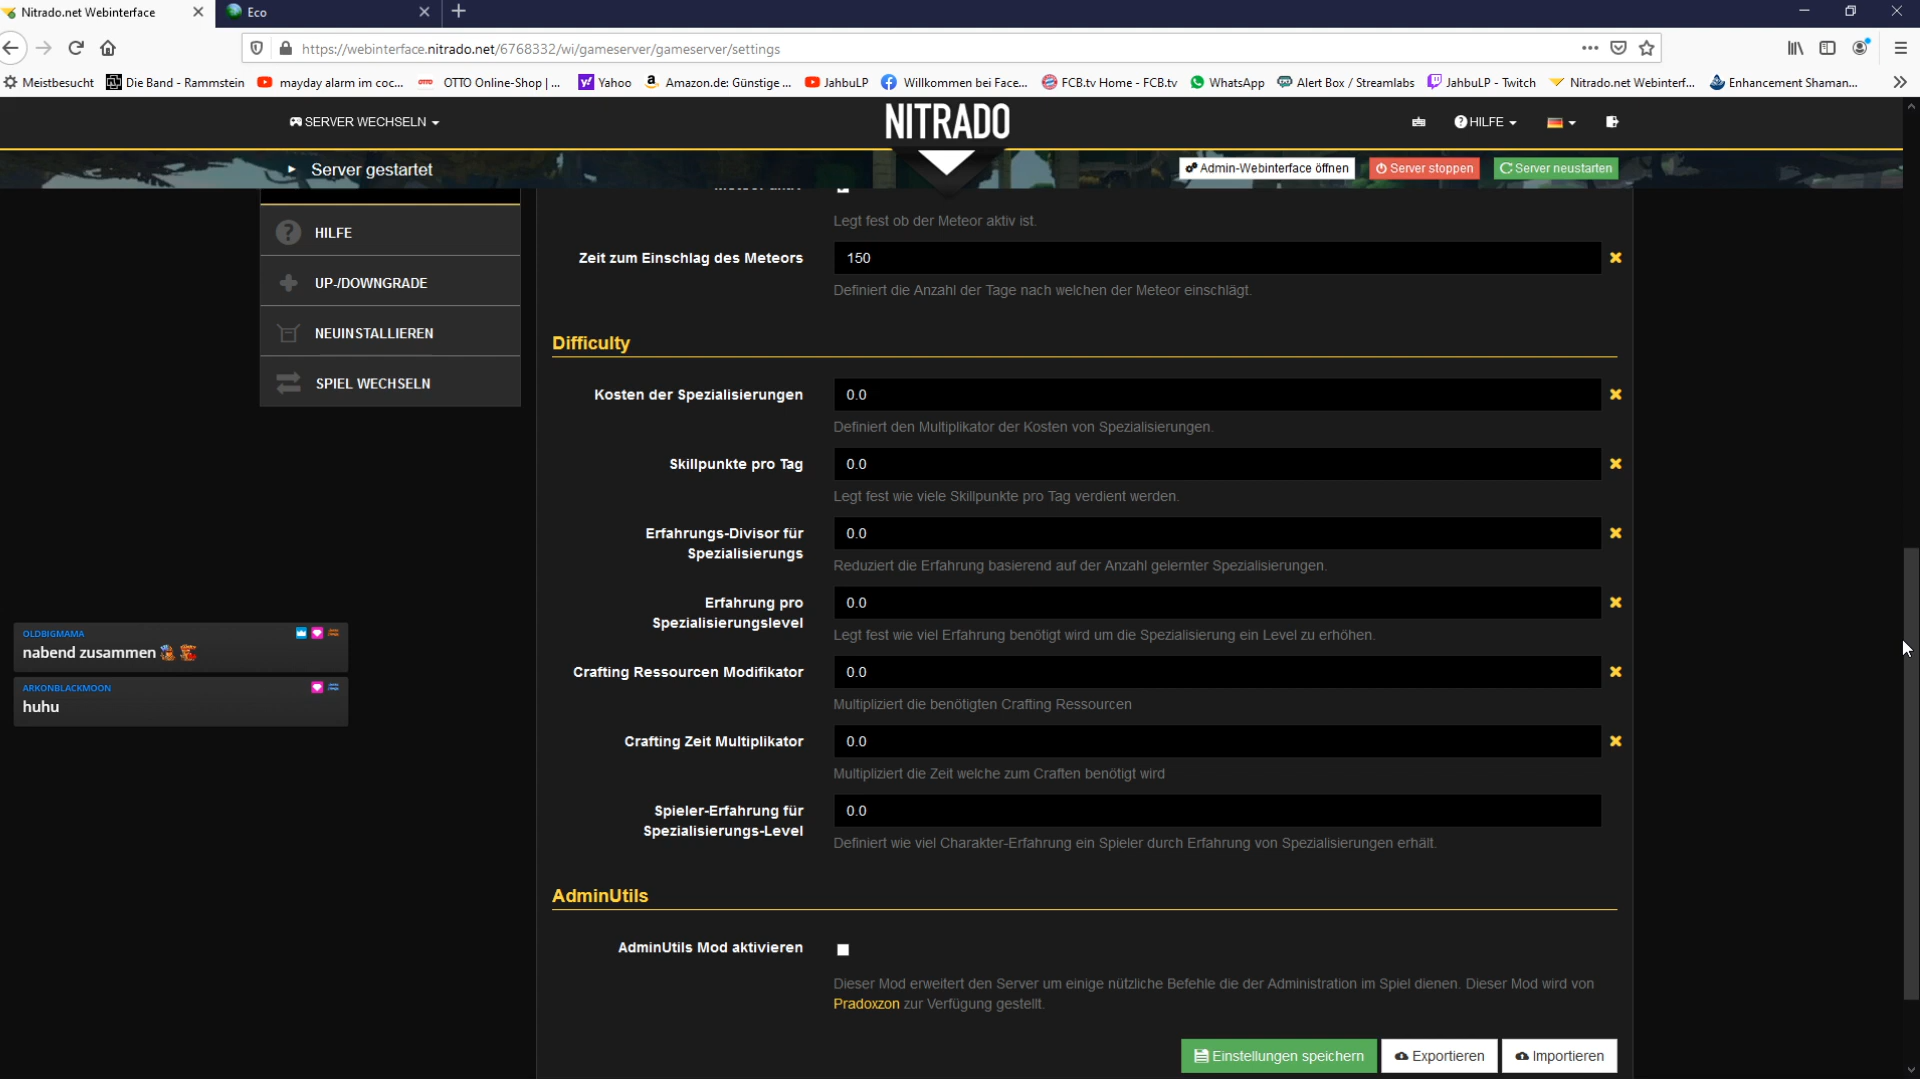 Nitrado.net Webinterface
Eco
https://webinterface.nitrado.net/6768332/wi/gameserver/gameserver/settings
Meistbesucht
Die Band - Rammstein
mayday alarm im coc...
OTTO Online-Shop | ...
Yahoo
Amazon.de: Günstige ...
JahbuLP
Willkommen bei Face...
FCB.tv Home - FCB.tv
WhatsApp
Alert Box / Streamlabs
JahbuLP - Twitch
Nitrado.net Webinterf...
Enhancement Shaman...
SERVER WECHSELN
NITRADO
HILFE
Server gestartet
Admin-Webinterface öffnen
Server stoppen
Server neustarten
HILFE
UP-/DOWNGRADE
NEUINSTALLIEREN
SPIEL WECHSELN
Legt fest ob der Meteor aktiv ist.
Zeit zum Einschlag des Meteors
150
Definiert die Anzahl der Tage nach welchen der Meteor einschlägt.
Difficulty
Kosten der Spezialisierungen
0.0
Definiert den Multiplikator der Kosten von Spezialisierungen.
Skillpunkte pro Tag
0.0
Legt fest wie viele Skillpunkte pro Tag verdient werden.
Erfahrungs-Divisor für
Spezialisierungs
0.0
Reduziert die Erfahrung basierend auf der Anzahl gelernter Spezialisierungen.
Erfahrung pro
Spezialisierungslevel
0.0
Legt fest wie viel Erfahrung benötigt wird um die Spezialisierung ein Level zu erhöhen.
Crafting Ressourcen Modifikator
0.0
Multipliziert die benötigten Crafting Ressourcen
Crafting Zeit Multiplikator
0.0
Multipliziert die Zeit welche zum Craften benötigt wird
Spieler-Erfahrung für
Spezialisierungs-Level
0.0
Definiert wie viel Charakter-Erfahrung ein Spieler durch Erfahrung von Spezialisierungen erhält.
AdminUtils
AdminUtils Mod aktivieren
Dieser Mod erweitert den Server um einige nützliche Befehle die der Administration im Spiel dienen. Dieser Mod wird von
Pradoxzon zur Verfügung gestellt.
Einstellungen speichern
Exportieren
Importieren
OLDBIGMAMA
nabend zusammen
ARKONBLACKMOON
huhu